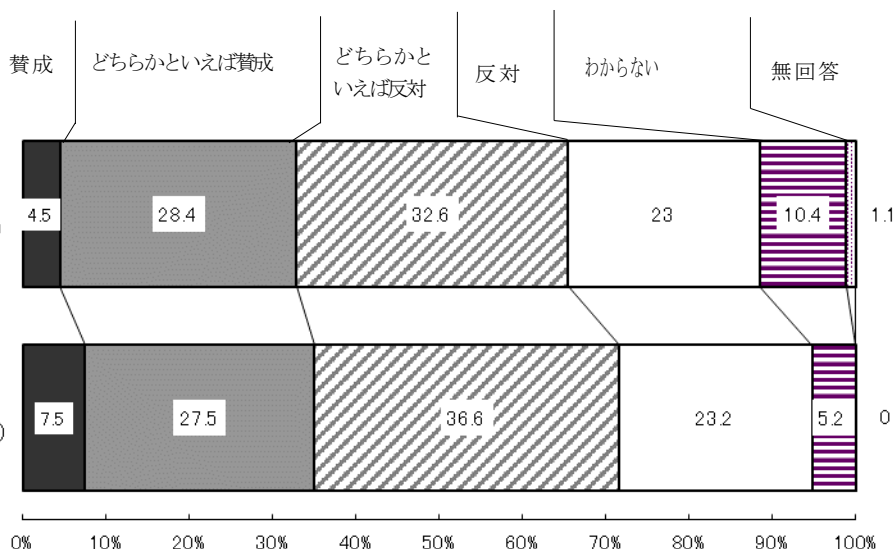 賛成
どちらかといえば賛成
どちらかと
いえば反対
反対
わからない
無回答
4.5 28.4 32.6 23 10.4 1.1
7.5 27.5 36.6 23.2 5.2 0
0% 10% 20% 30% 40% 50% 60% 70% 80% 90% 100%